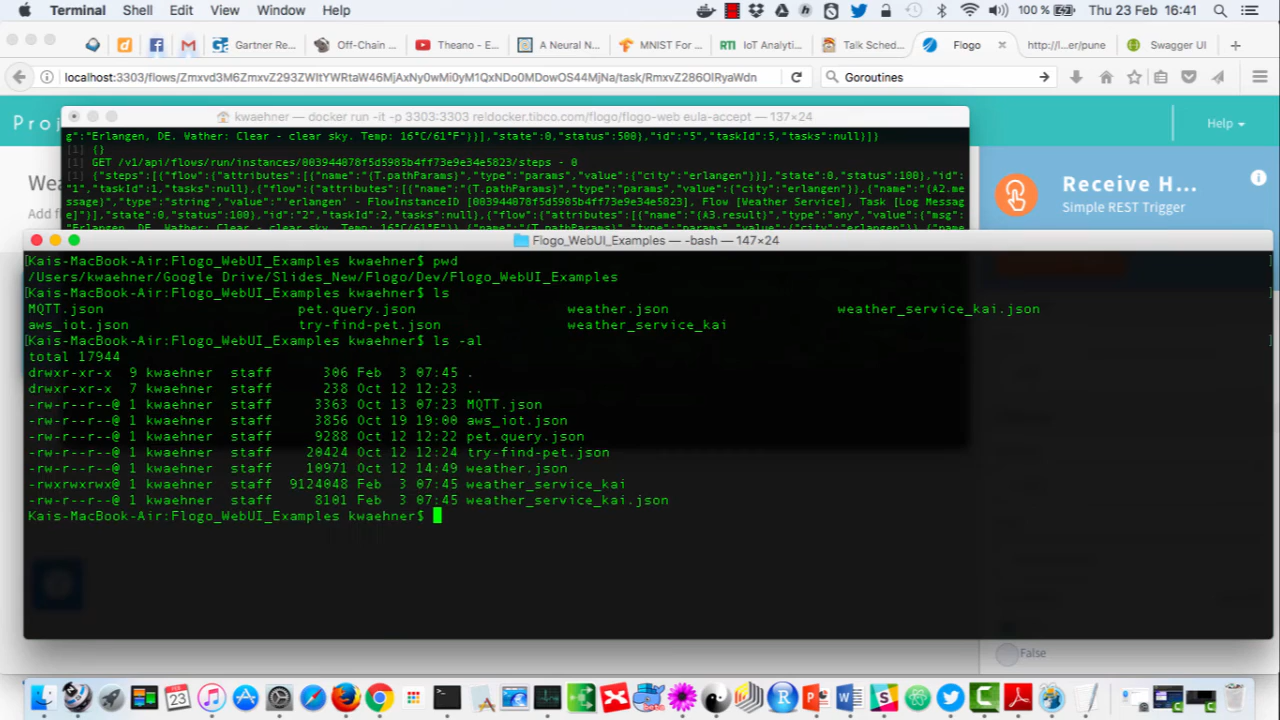 Terminal Shell Edit View Window Help 100 % Thu 23 Feb 16:41
Gartner Re... Off-Chain ... Theano - E... A Neural N... MNIST For ... IoT Analyti... Talk Sched... Flogo × http://l...er/pune Swagger UI +
Goroutines
Help
kwaehner — docker run -it -p 3303:3303 reldocker.tibco.com/flogo/flogo-web eula-accept — 137×24
g":"Erlangen, DE. Wather: Clear - clear sky. Temp: 16°C/61°F"}}],"state":0,"status":500},"id":"5","taskId":5,"tasks":null}]}
[1] {}
GET /v1/api/flows/run/instances/003944078f5d5985b4ff73e9e34e5823/steps - 0
[1] {"steps":[{"flow":{"attributes":[{"name":"{T.pathParams}","type":"params","value":{"city":"erlangen"}}],"state":0,"status":100},"id":
"1","taskId":1,"tasks":null},{"flow":{"attributes":[{"name":"{T.pathParams}","type":"params","value":{"city":"erlangen"}},{"name":"{A2.me
ssage}","type":"string","value":"'erlangen' - FlowInstanceID [003944078f5d5985b4ff73e9e34e5823], Flow [Weather Service], Task [Log Messag
e]"}],"state":0,"status":100},"id":"2","taskId":2,"tasks":null},{"flow":{"attributes":[{"name":"{A3.result}","type":"any","value":{"msg":
Receive H...
Simple REST Trigger
Flogo_WebUI_Examples — -bash — 147×24
[Kais-MacBook-Air:Flogo_WebUI_Examples kwaehner$ pwd ]
/Users/kwaehner/Google Drive/Slides_New/Flogo/Dev/Flogo_WebUI_Examples
[Kais-MacBook-Air:Flogo_WebUI_Examples kwaehner$ ls ]
MQTT.json pet.query.json weather.json weather_service_kai.json
aws_iot.json try-find-pet.json weather_service_kai
[Kais-MacBook-Air:Flogo_WebUI_Examples kwaehner$ ls -al ]
total 17944
drwxr-xr-x 9 kwaehner staff 306 Feb 3 07:45 .
drwxr-xr-x 7 kwaehner staff 238 Oct 12 12:23 ..
-rw-r--r--@ 1 kwaehner staff 3363 Oct 13 07:23 MQTT.json
-rw-r--r--@ 1 kwaehner staff 3856 Oct 19 19:00 aws_iot.json
-rw-r--r--@ 1 kwaehner staff 9288 Oct 12 12:22 pet.query.json
-rw-r--r--@ 1 kwaehner staff 20424 Oct 12 12:24 try-find-pet.json
-rw-r--r--@ 1 kwaehner staff 10971 Oct 12 14:49 weather.json
-rwxrwxrwx@ 1 kwaehner staff 9124048 Feb 3 07:45 weather_service_kai
-rw-r--r--@ 1 kwaehner staff 8101 Feb 3 07:45 weather_service_kai.json
Kais-MacBook-Air:Flogo_WebUI_Examples kwaehner$
False